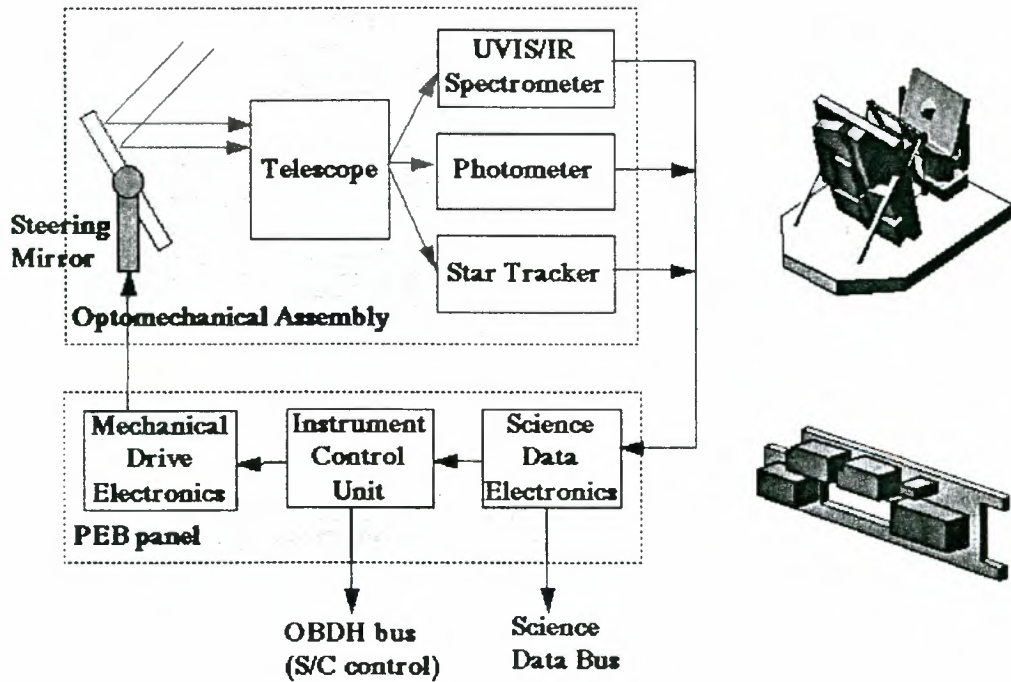 UVIS/IR
Spectrometer
Telescope
Photometer
Steering
Mirror
Star Tracker
Optomechanical Assembly
Mechanical
Drive
Electronics
Instrument
Control
Unit
Science
Data
Electronics
PEB panel
OBDH bus
(S/C control)
Science
Data Bus